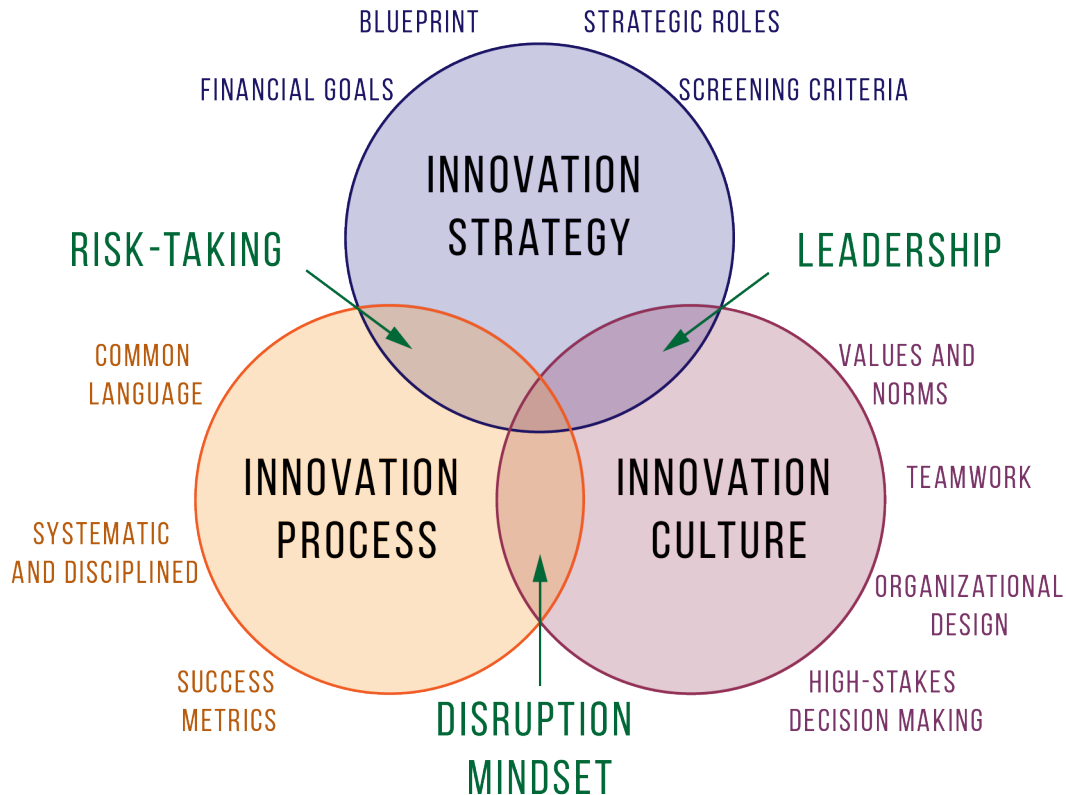 BLUEPRINT
STRATEGIC ROLES
FINANCIAL GOALS
SCREENING CRITERIA
INNOVATION
STRATEGY
RISK-TAKING
LEADERSHIP
COMMON
LANGUAGE
VALUES AND
NORMS
INNOVATION
PROCESS
INNOVATION
CULTURE
TEAMWORK
SYSTEMATIC
AND DISCIPLINED
ORGANIZATIONAL
DESIGN
SUCCESS
METRICS
HIGH-STAKES
DECISION MAKING
DISRUPTION
MINDSET